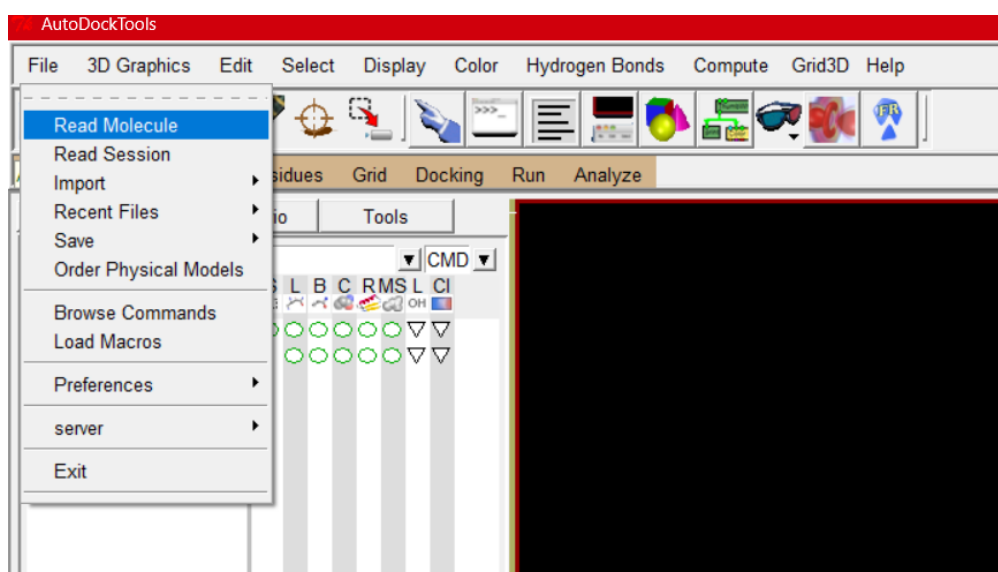 AutoDockTools
File 3D Graphics Edit Select Display Color Hydrogen Bonds Compute Grid3D Help
Read Molecule
Read Session
Import
Recent Files
Save
Order Physical Models
Browse Commands
Load Macros
Preferences
server
Exit
>>>_
sidues Grid Docking Run Analyze
io Tools
CMD
L B C R MS L Cl
OH